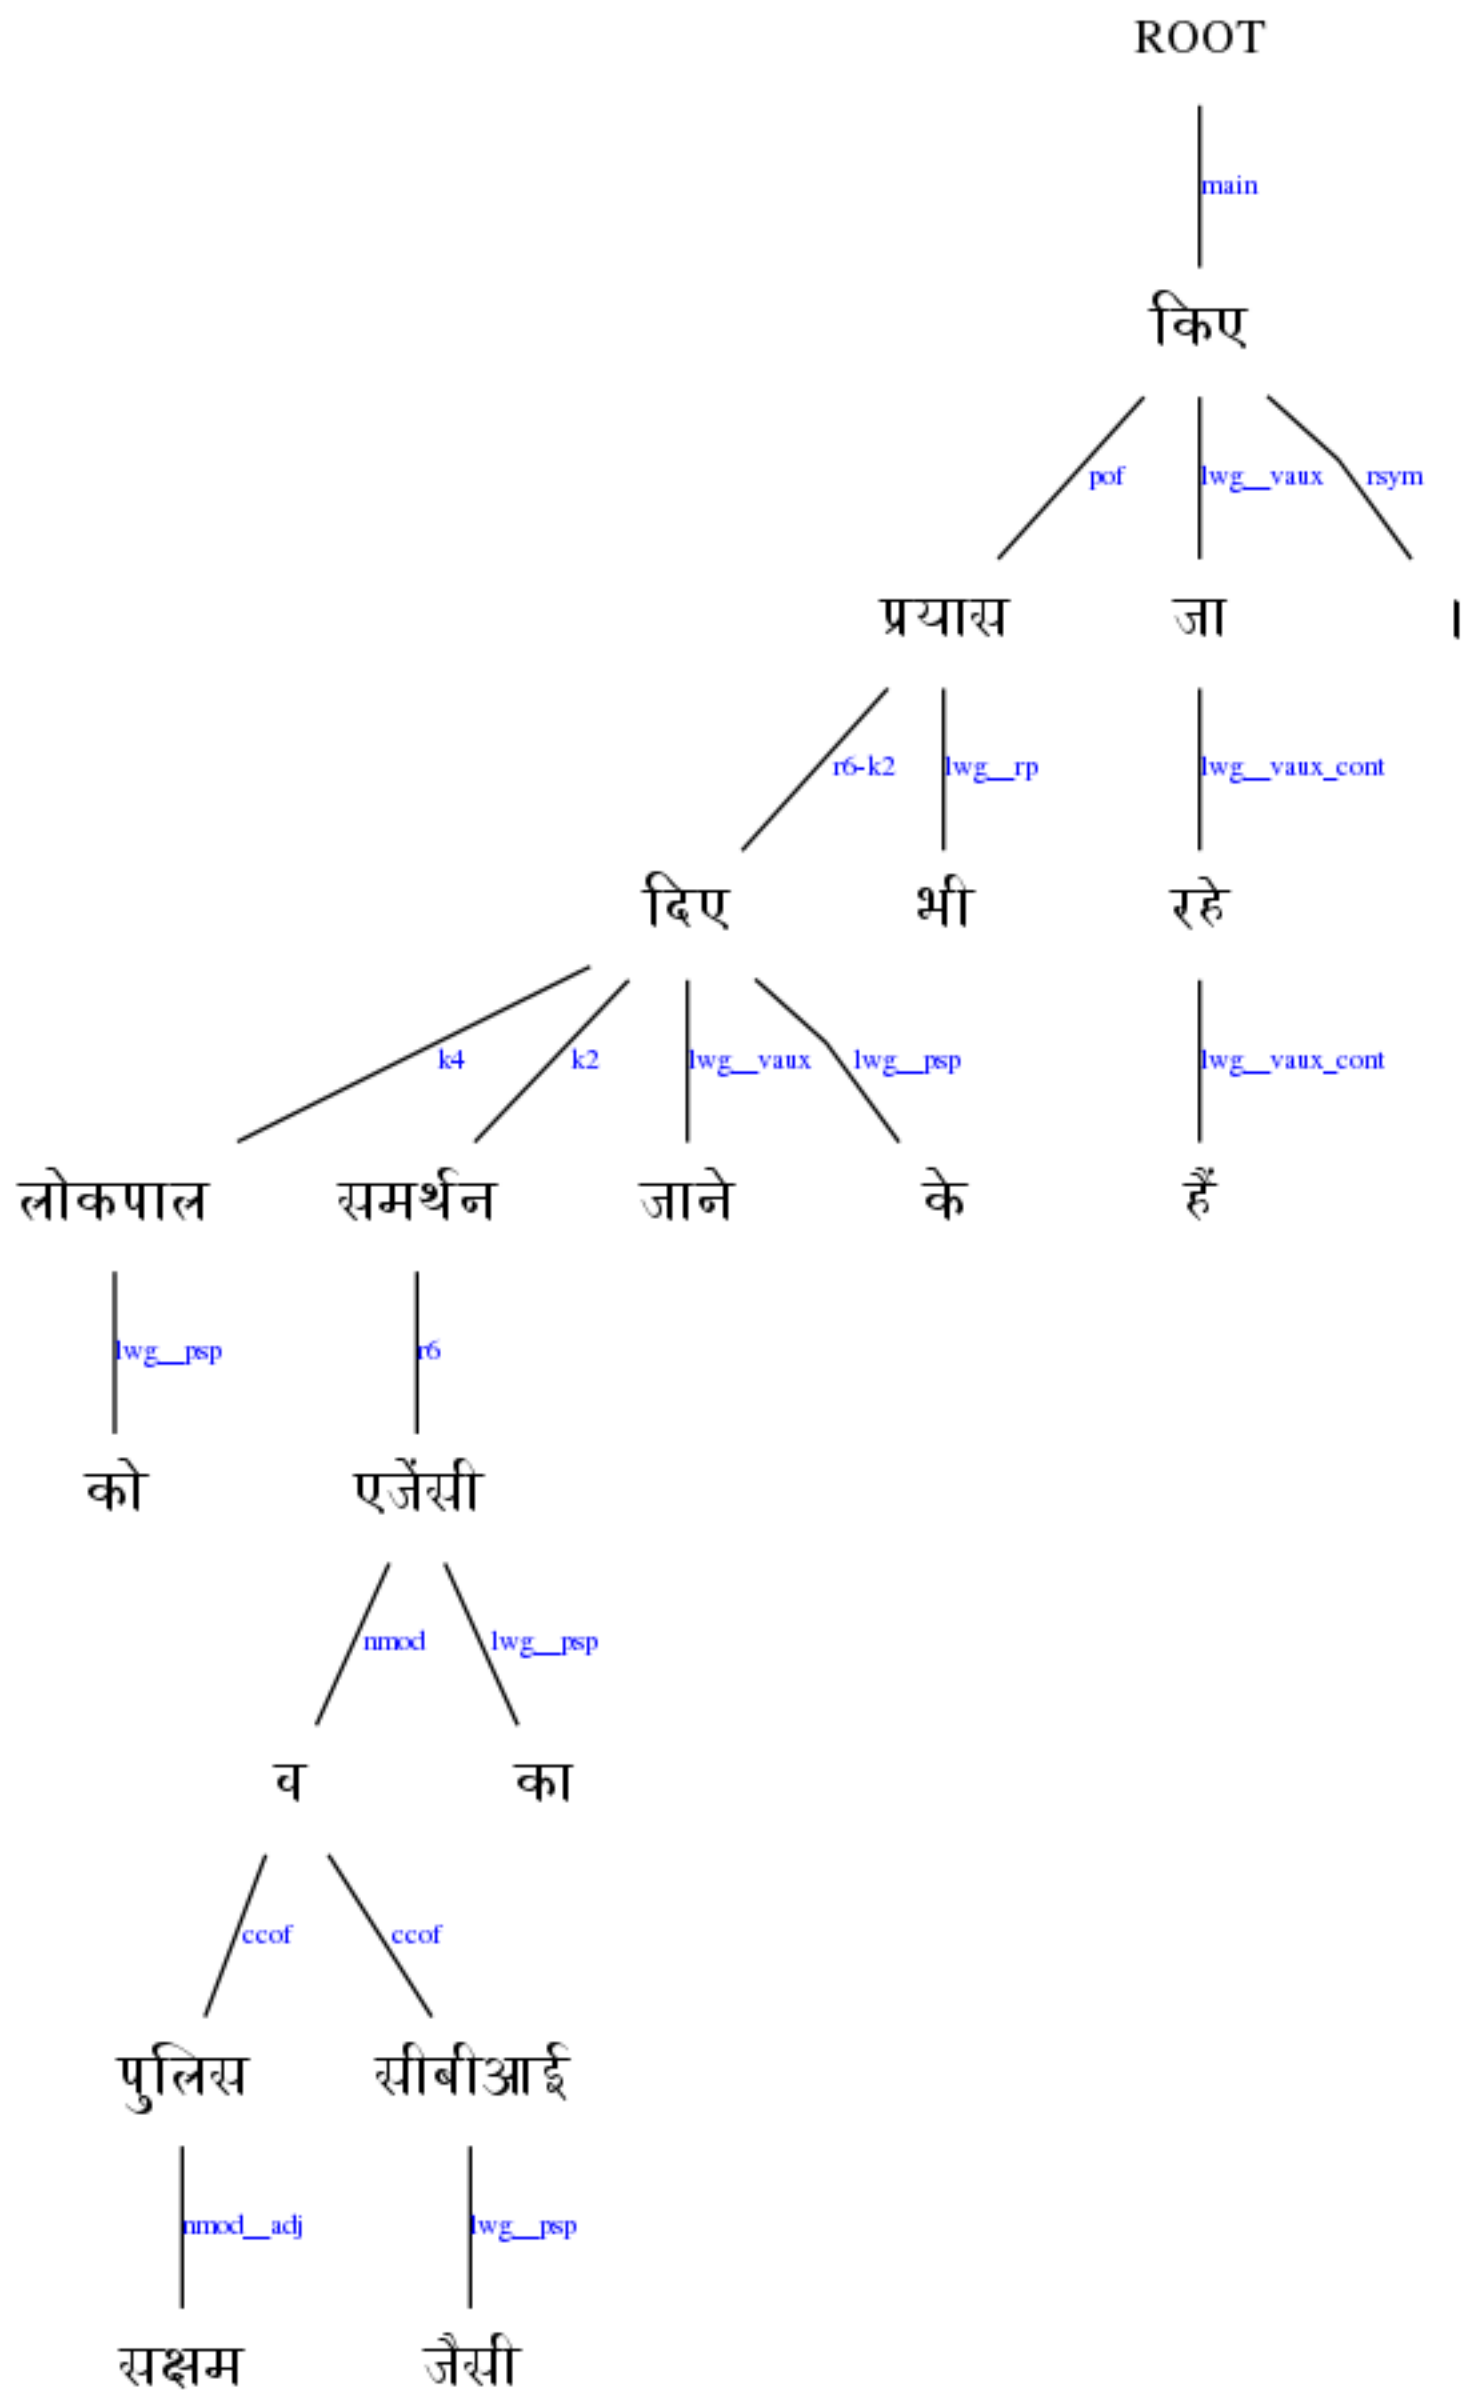 ROOT
main
किए
pof lwg__vaux rsym
प्रयास जा ।
r6-k2 lwg__rp lwg__vaux_cont
दिए भी रहे
k4 k2 lwg__vaux lwg__psp lwg__vaux_cont
लोकपाल समर्थन जाने के हैं
lwg__psp r6
को एजेंसी
nmod lwg__psp
व का
ccof ccof
पुलिस सीबीआई
nmod__adj lwg__psp
सक्षम जैसी